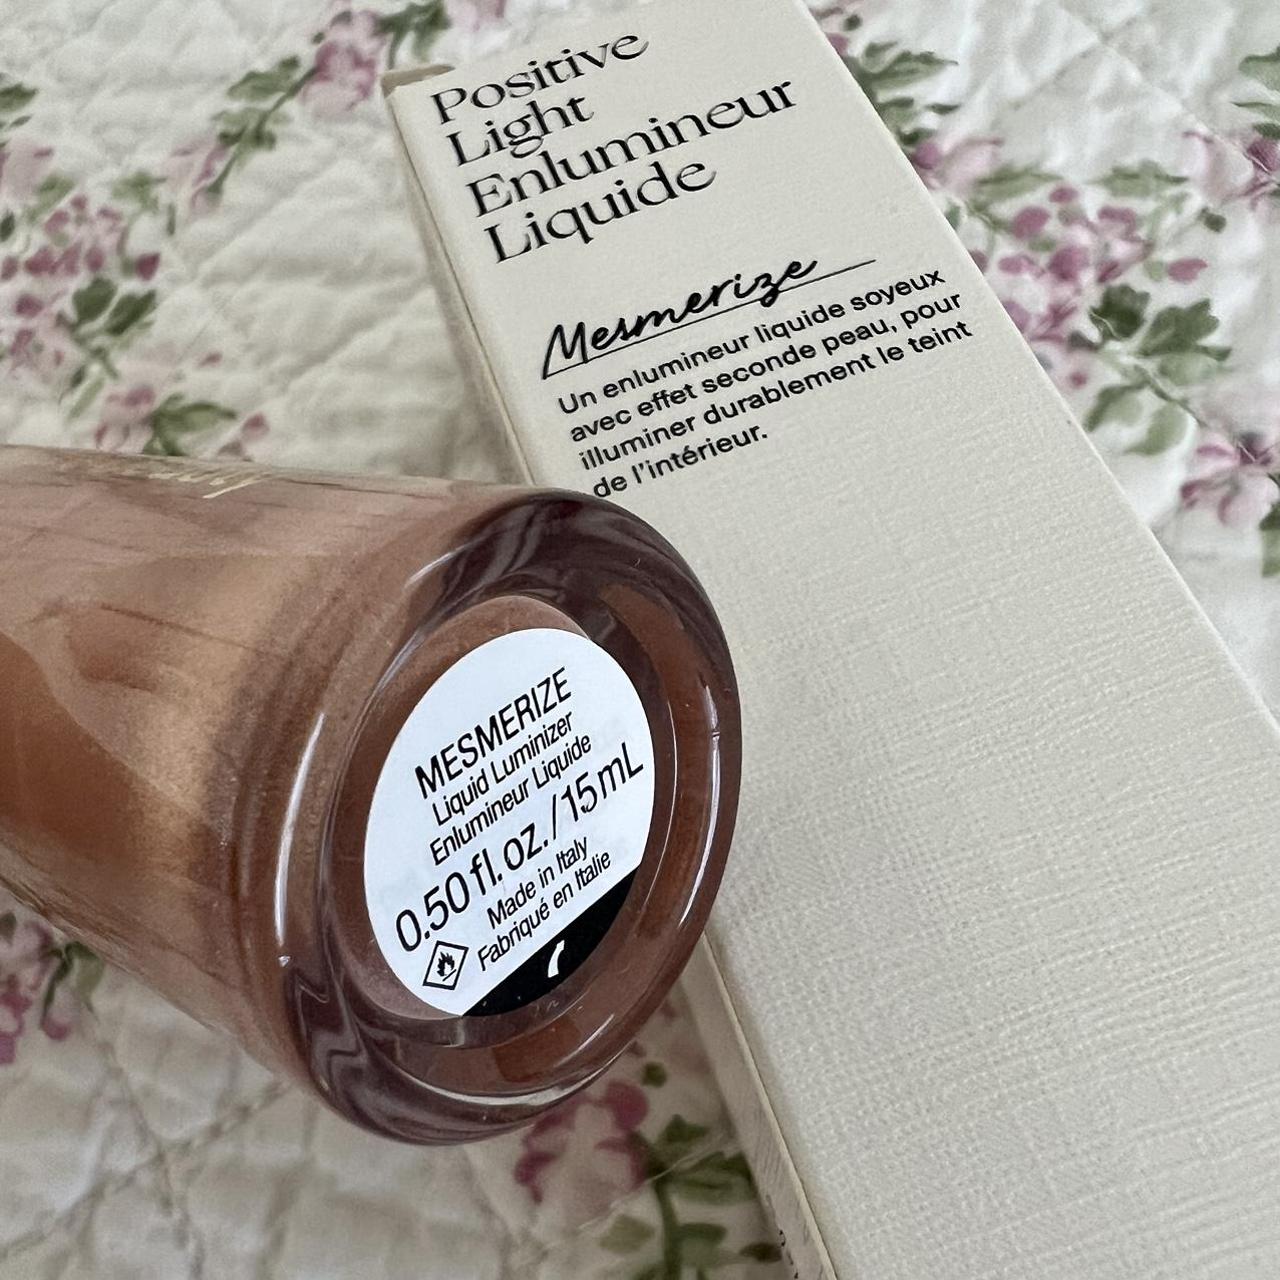 Positive
Light
Enlumineur
Liquide
Mesmerize
Un enlumineur liquide soyeux
avec effet seconde peau, pour
illuminer durablement le teint
de l'intérieur.
MESMERIZE
Liquid Luminizer
Enlumineur Liquide
0.50 fl. oz. / 15 mL
Made in Italy
Fabriqué en Italie